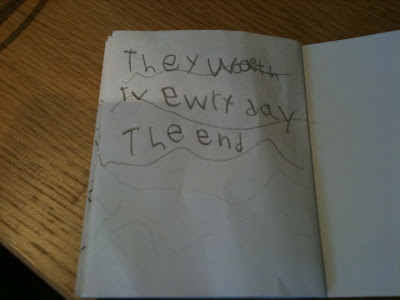 They
Tv ewry day
The end